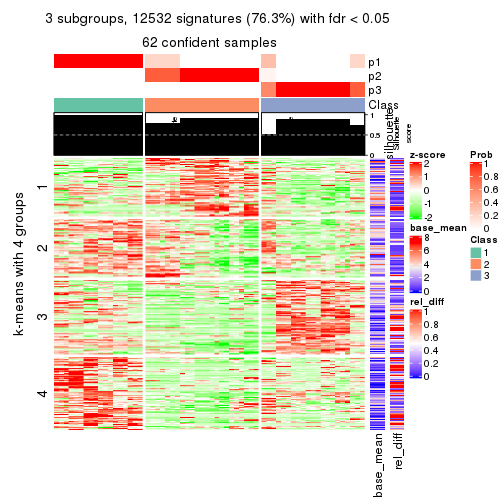 3 subgroups, 12532 signatures (76.3%) with fdr < 0.05
62 confident samples
p1
p2
p3
Class
1
0.5
0
silhouette
Silhouette
score
k-means with 4 groups
1
2
3
4
base_mean
rel_diff
z-score
2
1
0
-1
-2
base_mean
8
6
4
2
0
rel_diff
1
0.8
0.6
0.4
0.2
0
Prob
1
0.8
0.6
0.4
0.2
0
Class
1
2
3